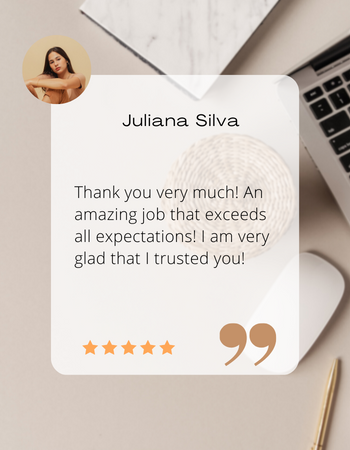 Juliana Silva
Thank you very much! An
amazing job that exceeds
all expectations! I am very
glad that I trusted you!